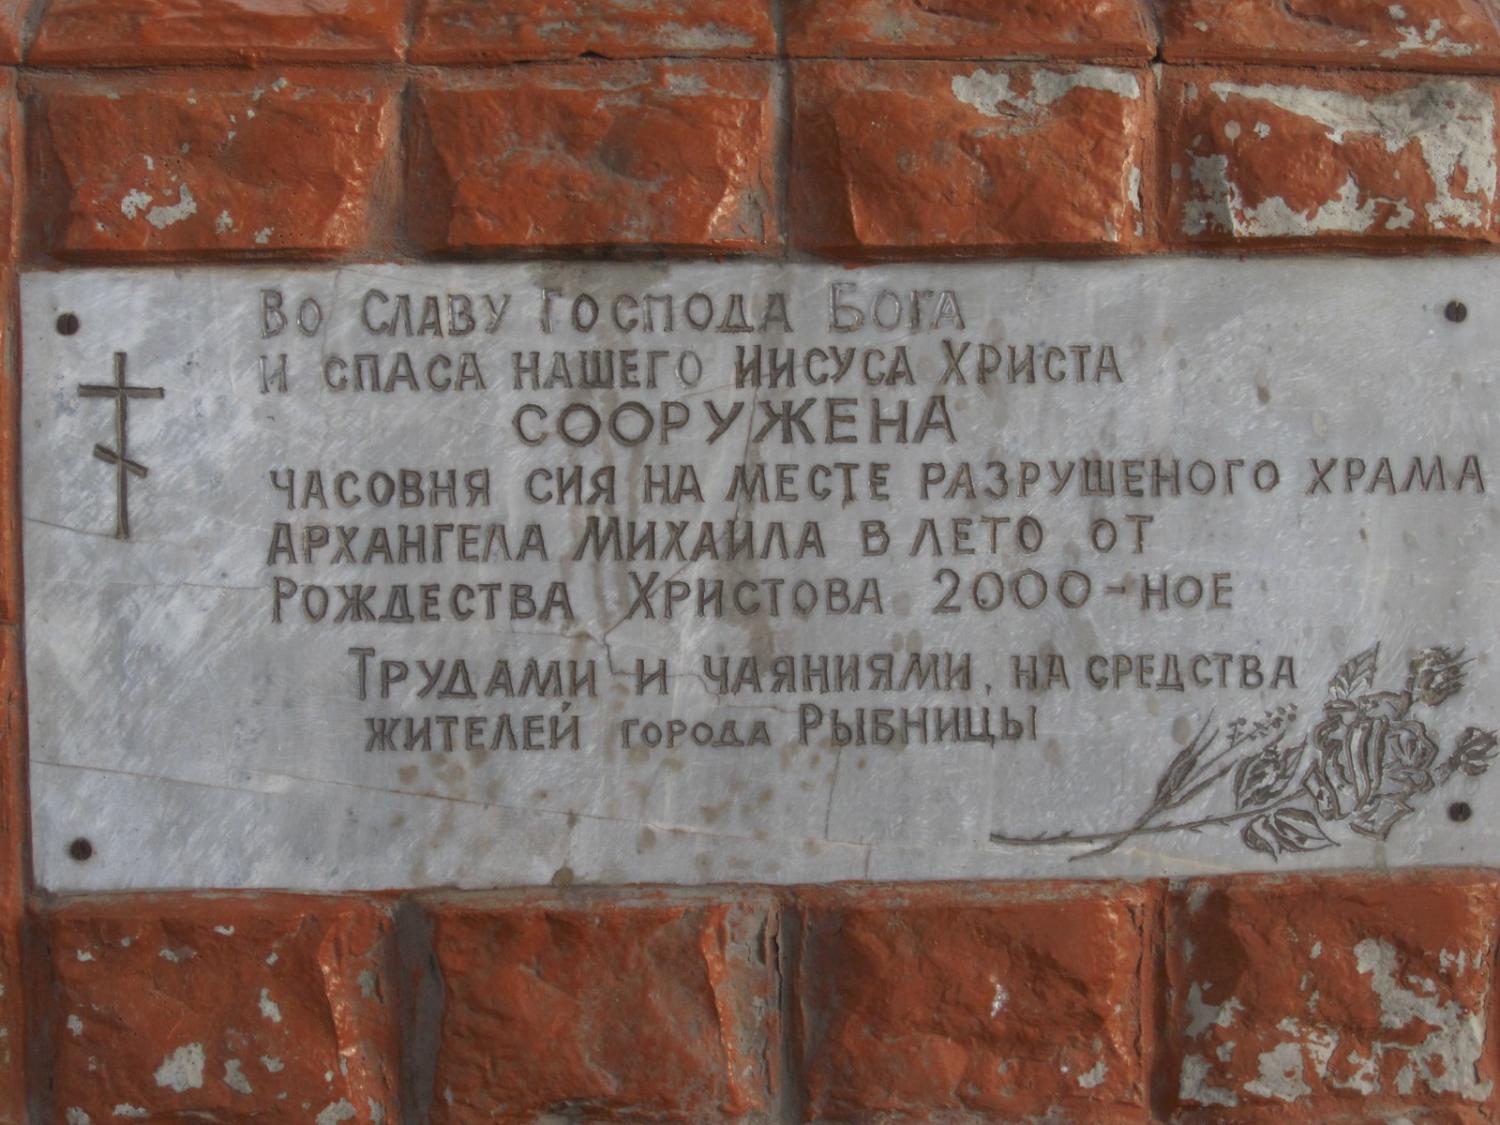 Во Славу Господа Бога
и спаса нашего Иисуса Христа
СООРУЖЕНА
часовня сия на месте разрушеного храма
Архангела Михаила в лето от
Рождества Христова 2000-ное
Трудами и чаяниями, на средства
жителей города Рыбницы